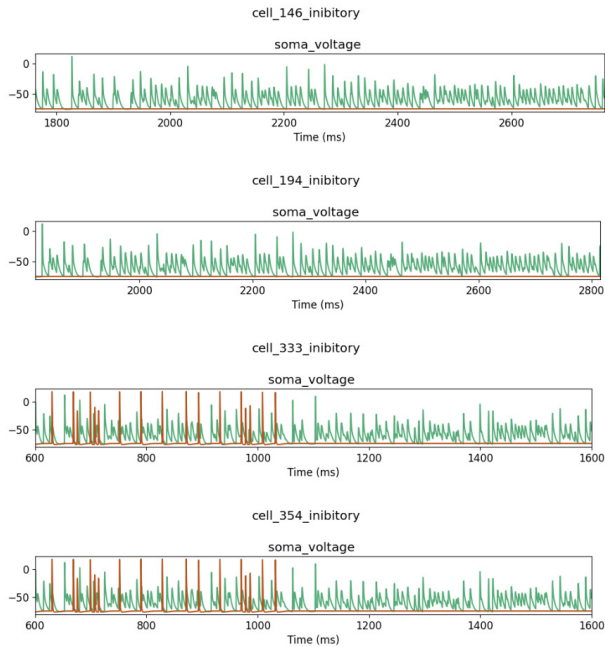 cell_146_inibitory
soma_voltage
0
−50
1800 2000 2200 2400 2600
Time (ms)
cell_194_inibitory
soma_voltage
0
−50
2000 2200 2400 2600 2800
Time (ms)
cell_333_inibitory
soma_voltage
0
−50
600 800 1000 1200 1400 1600
Time (ms)
cell_354_inibitory
soma_voltage
0
−50
600 800 1000 1200 1400 1600
Time (ms)